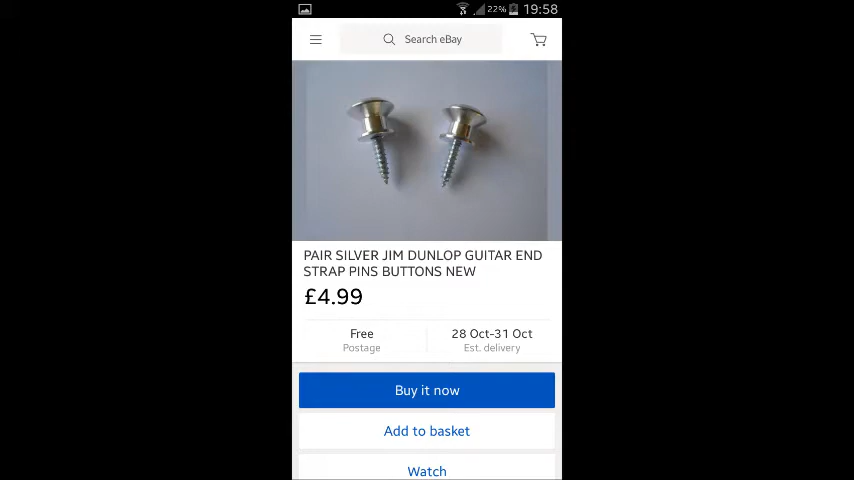 22% 19:58
Search eBay
PAIR SILVER JIM DUNLOP GUITAR END
STRAP PINS BUTTONS NEW
£4.99
Free 28 Oct-31 Oct
Postage Est. delivery
Buy it now
Add to basket
Watch